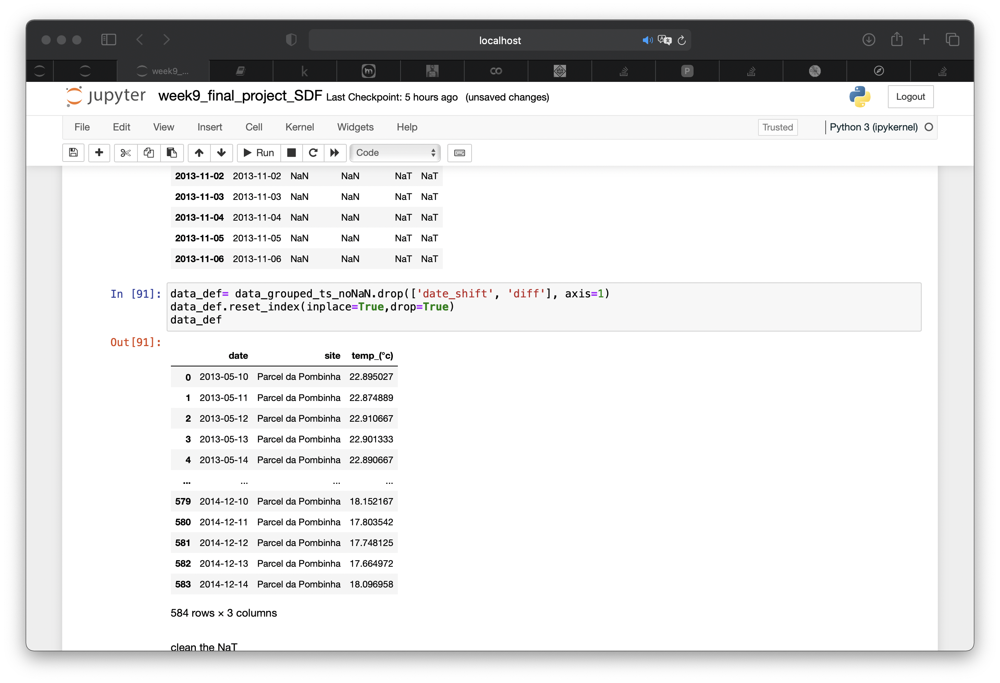 localhost
week9_...
k
m
CO
P
jupyter week9_final_project_SDF Last Checkpoint: 5 hours ago (unsaved changes)
Logout
File Edit View Insert Cell Kernel Widgets Help
Trusted
Python 3 (ipykernel)
Run
Code
2013-11-02 2013-11-02 NaN NaN NaT NaT
2013-11-03 2013-11-03 NaN NaN NaT NaT
2013-11-04 2013-11-04 NaN NaN NaT NaT
2013-11-05 2013-11-05 NaN NaN NaT NaT
2013-11-06 2013-11-06 NaN NaN NaT NaT
In [91]: data_def= data_grouped_ts_noNaN.drop(['date_shift', 'diff'], axis=1)
data_def.reset_index(inplace=True,drop=True)
data_def
Out[91]:
date site temp_(°c)
0 2013-05-10 Parcel da Pombinha 22.895027
1 2013-05-11 Parcel da Pombinha 22.874889
2 2013-05-12 Parcel da Pombinha 22.910667
3 2013-05-13 Parcel da Pombinha 22.901333
4 2013-05-14 Parcel da Pombinha 22.890667
... ... ... ...
579 2014-12-10 Parcel da Pombinha 18.152167
580 2014-12-11 Parcel da Pombinha 17.803542
581 2014-12-12 Parcel da Pombinha 17.748125
582 2014-12-13 Parcel da Pombinha 17.664972
583 2014-12-14 Parcel da Pombinha 18.096958
584 rows × 3 columns
clean the NaT